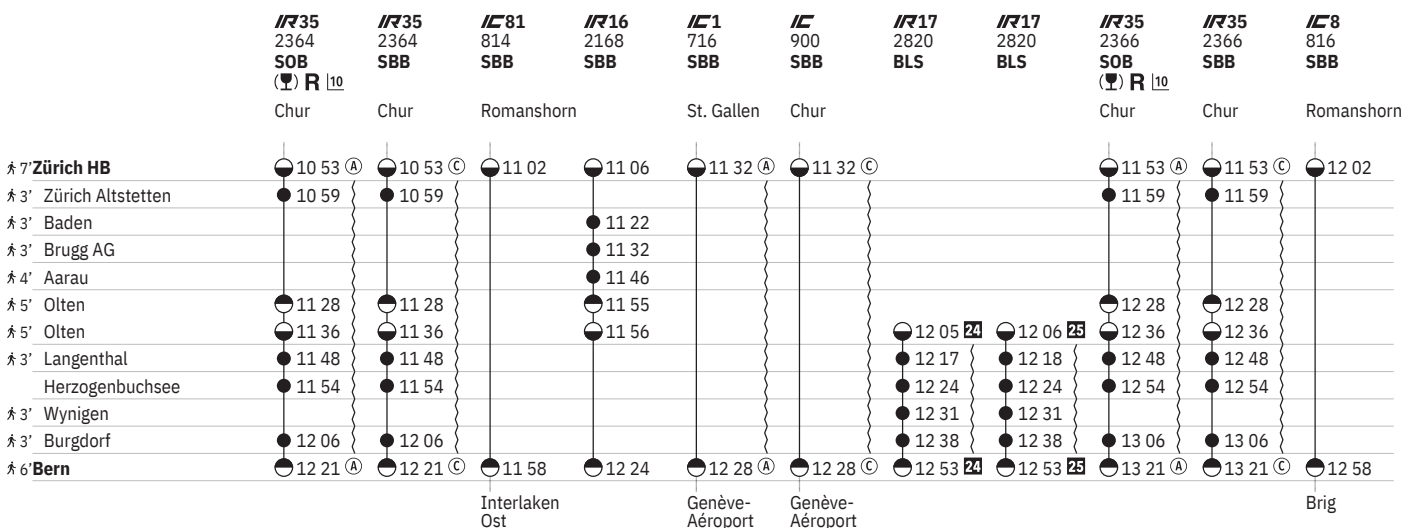 IR35 IR35 IC81 IR16 IC1 IC IR17 IR17 IR35 IR35 IC8
2364 2364 814 2168 716 900 2820 2820 2366 2366 816
SOB SBB SBB SBB SBB SBB BLS BLS SOB SBB SBB
R 10 R 10
Chur Chur Romanshorn St. Gallen Chur Chur Chur Romanshorn
7' Zürich HB 10 53 A 10 53 C 11 02 11 06 11 32 A 11 32 C 11 53 A 11 53 C 12 02
3' Zürich Altstetten 10 59 10 59 11 59 11 59
3' Baden 11 22
3' Brugg AG 11 32
4' Aarau 11 46
5' Olten 11 28 11 28 11 55 12 28 12 28
5' Olten 11 36 11 36 11 56 12 05 24 12 06 25 12 36 12 36
3' Langenthal 11 48 11 48 12 17 12 18 12 48 12 48
Herzogenbuchsee 11 54 11 54 12 24 12 24 12 54 12 54
3' Wynigen 12 31 12 31
3' Burgdorf 12 06 12 06 12 38 12 38 13 06 13 06
6' Bern 12 21 A 12 21 C 11 58 12 24 12 28 A 12 28 C 12 53 24 12 53 25 13 21 A 13 21 C 12 58
Interlaken Genève- Genève- Brig
Ost Aéroport Aéroport